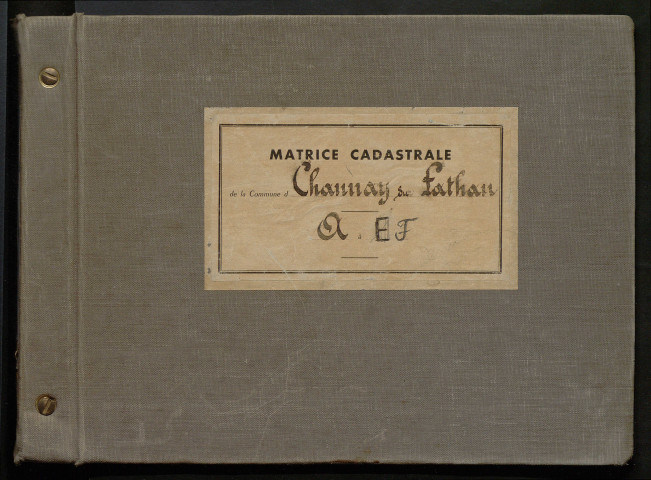 MATRICE CADASTRALE
de la Commune d Channay sur Lathan
A. EF